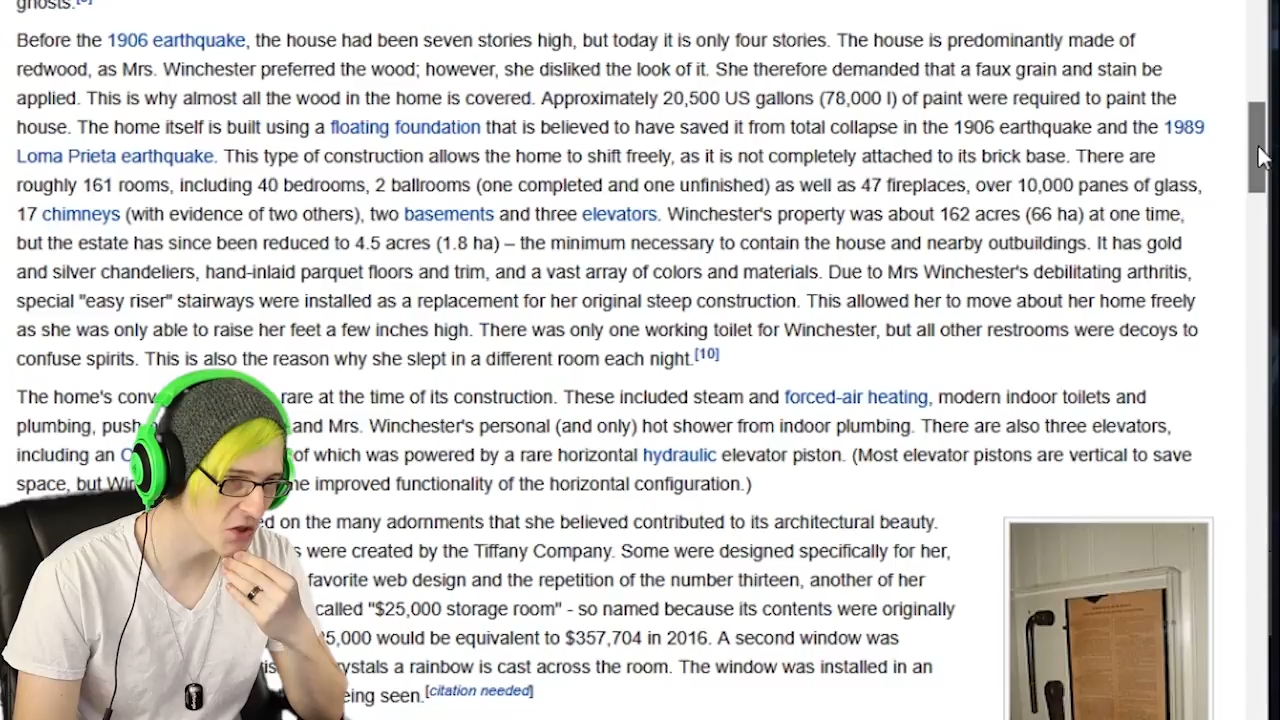 ghosts.
Before the 1906 earthquake, the house had been seven stories high, but today it is only four stories. The house is predominantly made of
redwood, as Mrs. Winchester preferred the wood; however, she disliked the look of it. She therefore demanded that a faux grain and stain be
applied. This is why almost all the wood in the home is covered. Approximately 20,500 US gallons (78,000 l) of paint were required to paint the
house. The home itself is built using a floating foundation that is believed to have saved it from total collapse in the 1906 earthquake and the 1989
Loma Prieta earthquake. This type of construction allows the home to shift freely, as it is not completely attached to its brick base. There are
roughly 161 rooms, including 40 bedrooms, 2 ballrooms (one completed and one unfinished) as well as 47 fireplaces, over 10,000 panes of glass,
17 chimneys (with evidence of two others), two basements and three elevators. Winchester's property was about 162 acres (66 ha) at one time,
but the estate has since been reduced to 4.5 acres (1.8 ha) – the minimum necessary to contain the house and nearby outbuildings. It has gold
and silver chandeliers, hand-inlaid parquet floors and trim, and a vast array of colors and materials. Due to Mrs Winchester's debilitating arthritis,
special "easy riser" stairways were installed as a replacement for her original steep construction. This allowed her to move about her home freely
as she was only able to raise her feet a few inches high. There was only one working toilet for Winchester, but all other restrooms were decoys to
confuse spirits. This is also the reason why she slept in a different room each night.[10]
The home's rare at the time of its construction. These included steam and forced-air heating, modern indoor toilets and
plumbing, push and Mrs. Winchester's personal (and only) hot shower from indoor plumbing. There are also three elevators,
including an of which was powered by a rare horizontal hydraulic elevator piston. (Most elevator pistons are vertical to save
space, but improved functionality of the horizontal configuration.)
on the many adornments that she believed contributed to its architectural beauty.
were created by the Tiffany Company. Some were designed specifically for her,
favorite web design and the repetition of the number thirteen, another of her
called "$25,000 storage room" - so named because its contents were originally
5,000 would be equivalent to $357,704 in 2016. A second window was
a rainbow is cast across the room. The window was installed in an
being seen.[citation needed]